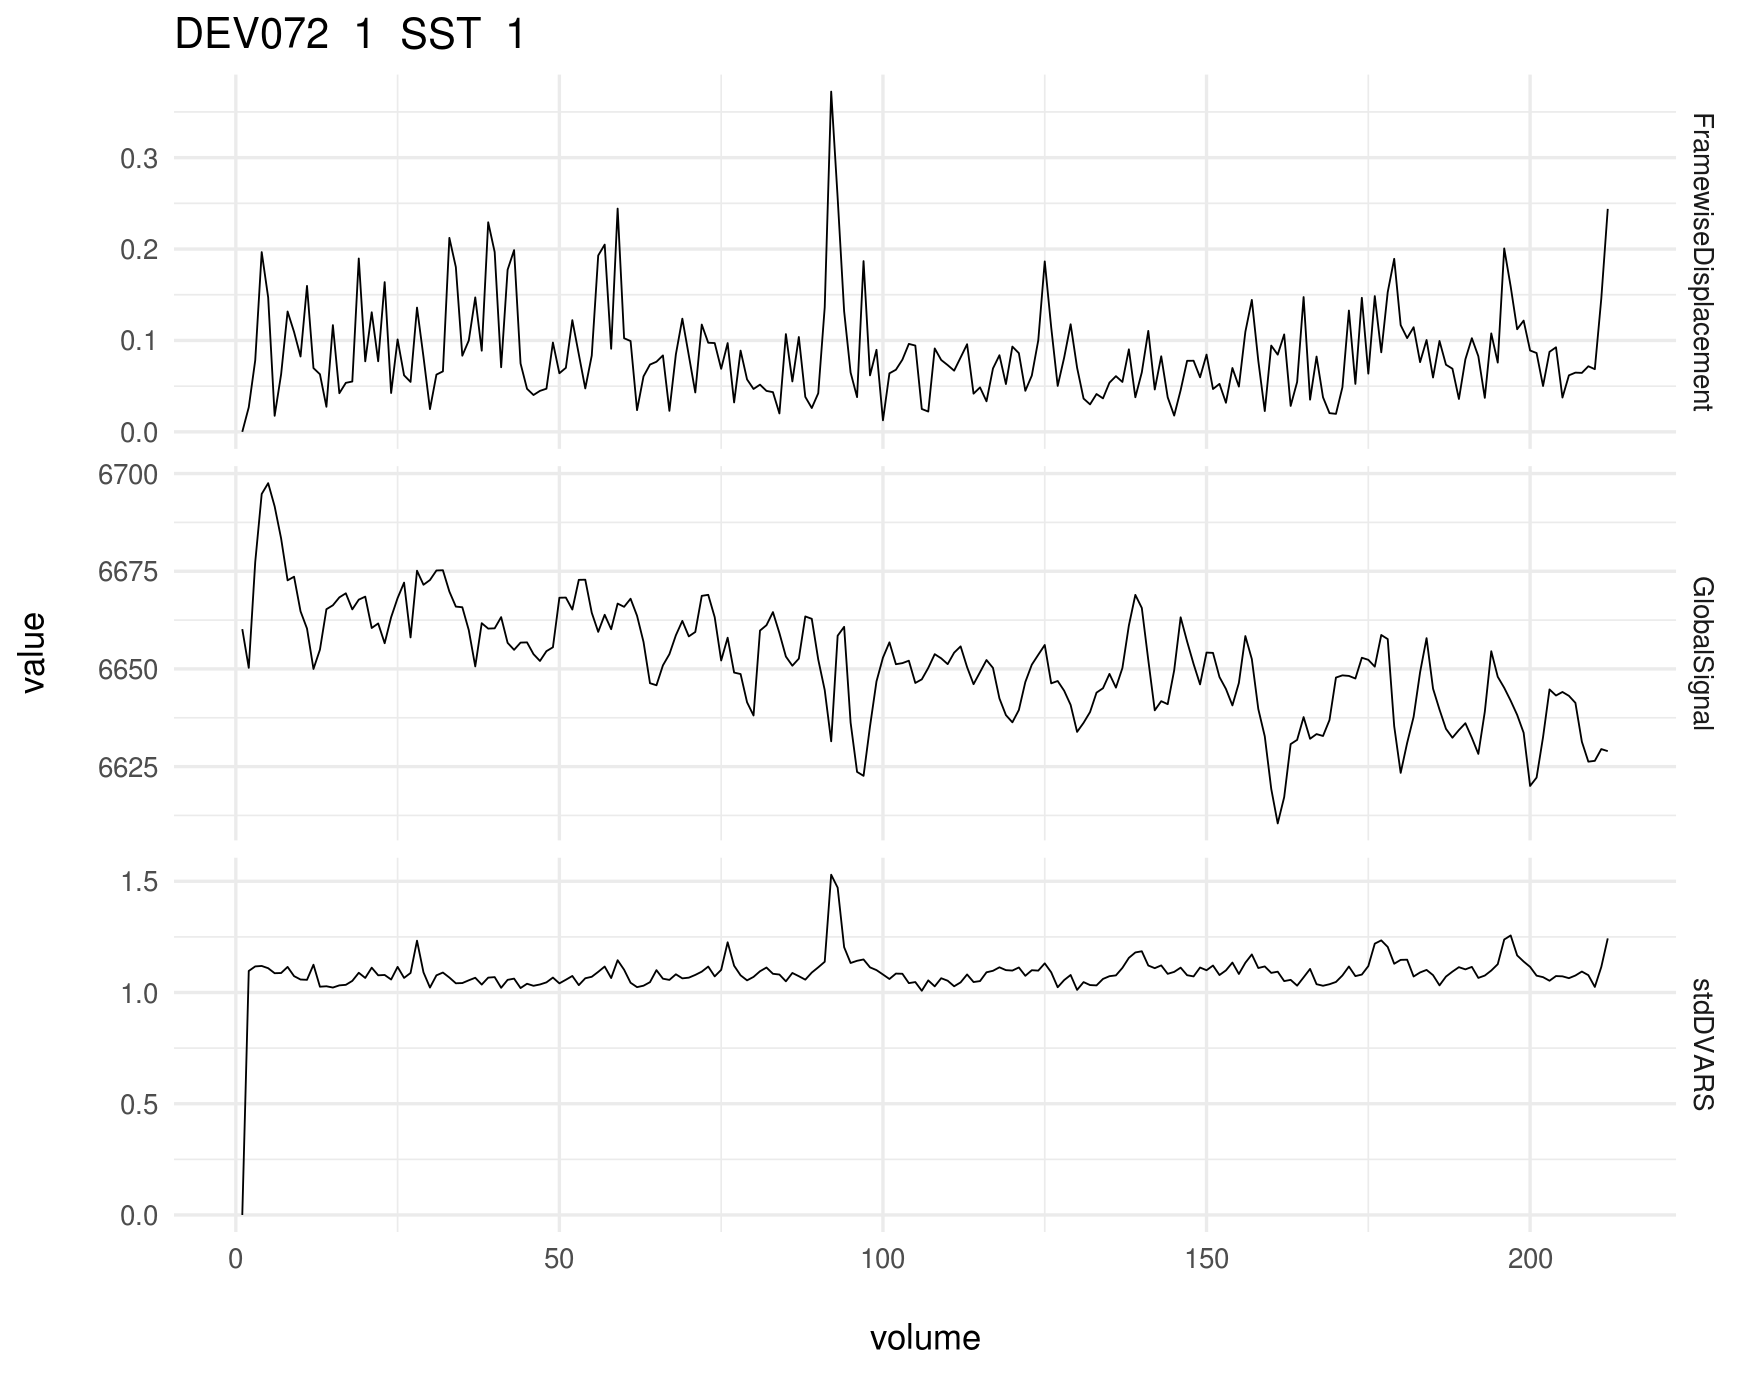 DEV072 1 SST 1
0.3
0.2
0.1
0.0
FramewiseDisplacement
6700
6675
6650
6625
GlobalSignal
1.5
1.0
0.5
0.0
stdDVARS
0 50 100 150 200
volume
value